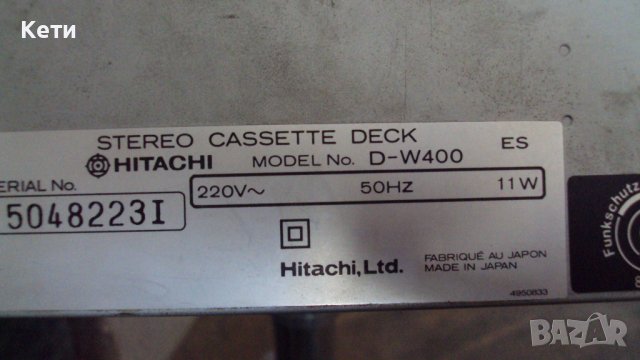 Кети
STEREO CASSETTE DECK ES
HITACHI MODEL No. D-W400
ERIAL No.
5048223I
220V~ 50HZ 11W
Funkschutz
Hitachi, Ltd.
FABRIQUÉ AU JAPON
MADE IN JAPAN
4950833
BAZAR